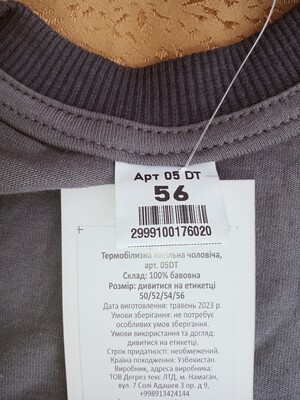 Арт 05 DT
56
2999100176020
Термобілизна натільна чоловіча,
арт. 05DT
Склад: 100% бавовна
Розмір: дивитися на етикетці
50/52/54/56
Дата виготовлення: травень 2023 р.
Умови зберігання: не потребує
особливих умов зберігання.
Умови використання та догляд:
дивитися на етикетці.
Строк придатності: необмежений.
Країна походження: Узбекистан.
Виробник, адреса виробника:
ТОВ Дегрез текс ЛТД, м. Наманган,
вул. 7 Солі Адашев 3 пр. д 9,
+998913424144